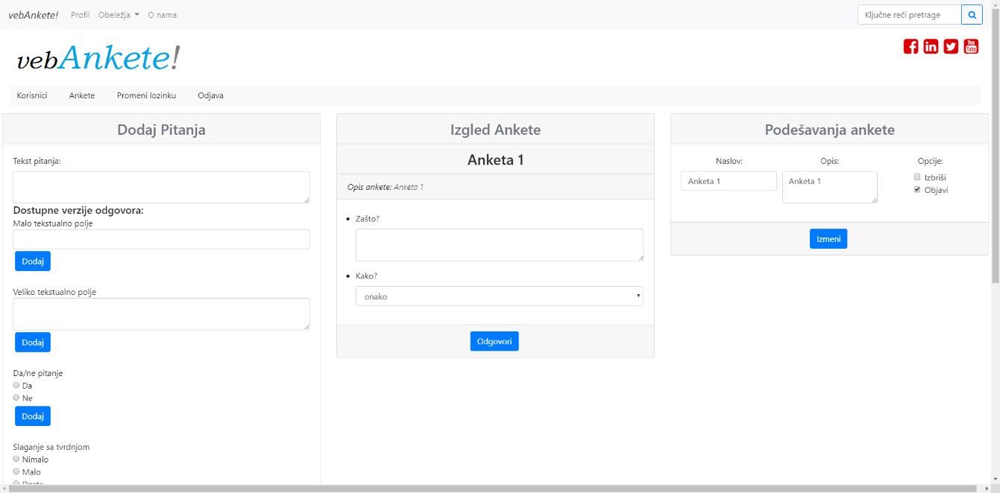 vebAnkete! Profil Obeležja O nama Ključne reči pretrage
vebAnkete!
You Tube
Korisnici Ankete Promeni lozinku Odjava
Dodaj Pitanja
Tekst pitanja:
Dostupne verzije odgovora:
Malo tekstualno polje
Dodaj
Veliko tekstualno polje
Dodaj
Da/ne pitanje
Da
Ne
Dodaj
Slaganje sa tvrdnjom
Nimalo
Malo
Izgled Ankete
Anketa 1
Opis ankete: Anketa 1
Zašto?
Kako?
onako
Odgovori
Podešavanja ankete
Naslov: Opis: Opcije:
Anketa 1 Anketa 1 Izbriši
Objavi
Izmeni